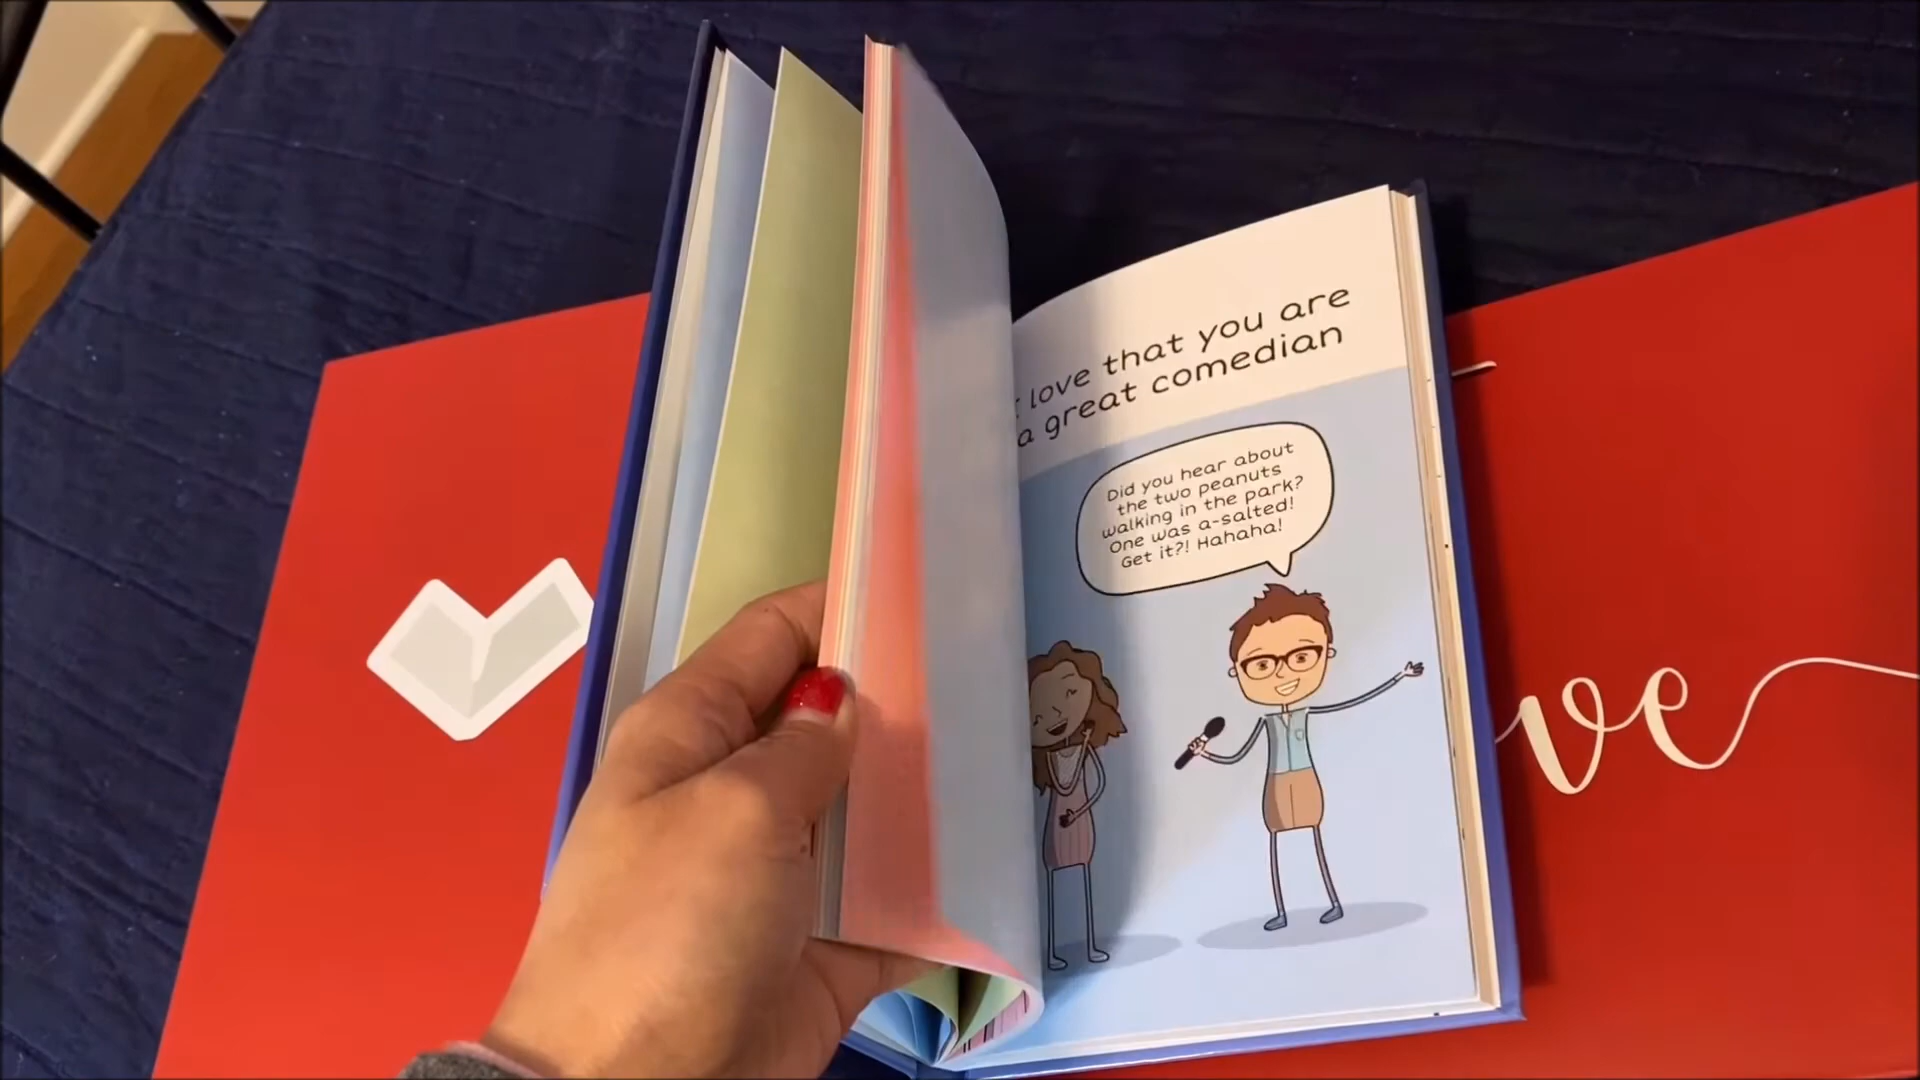 I love that you are
a great comedian
Did you hear about
the two peanuts
walking in the park?
One was a-salted!
Get it?! Hahaha!
ve